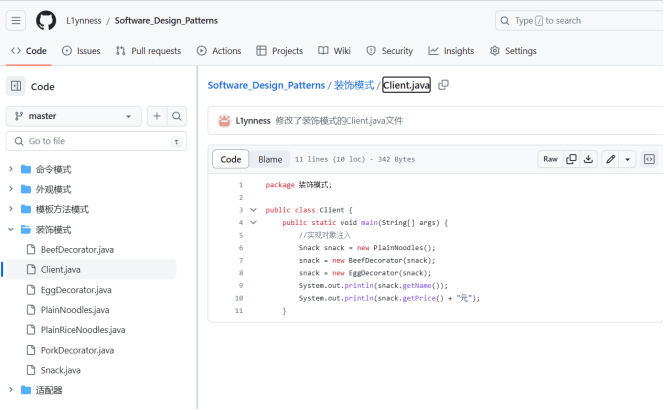 L1ynness / Software_Design_Patterns
Type / to search
Code
Issues
Pull requests
Actions
Projects
Wiki
Security
Insights
Settings
Code
master
Go to file
t
命令模式
外观模式
模板方法模式
装饰模式
BeefDecorator.java
Client.java
EggDecorator.java
PlainNoodles.java
PlainRiceNoodles.java
PorkDecorator.java
Snack.java
适配器
Software_Design_Patterns / 装饰模式 / Client.java
L1ynness 修改了装饰模式的Client.java文件
Code Blame 11 lines (10 loc) · 342 Bytes Raw
1 package 装饰模式;
2
3 public class Client {
4 public static void main(String[] args) {
5 //实现对象注入
6 Snack snack = new PlainNoodles();
7 snack = new BeefDecorator(snack);
8 snack = new EggDecorator(snack);
9 System.out.println(snack.getName());
10 System.out.println(snack.getPrice() + "元");
11 }